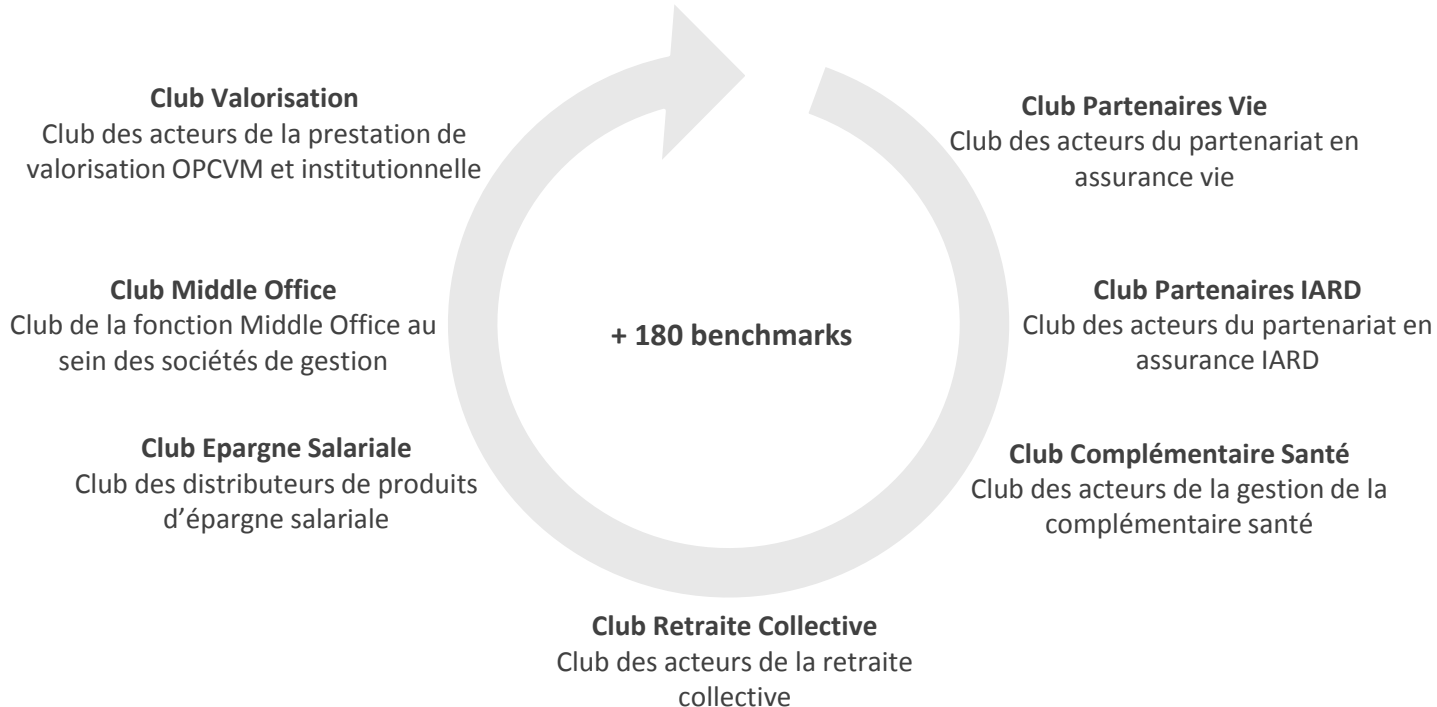 Club Valorisation
Club des acteurs de la prestation de
valorisation OPCVM et institutionnelle
Club Middle Office
Club de la fonction Middle Office au
sein des sociétés de gestion
Club Epargne Salariale
Club des distributeurs de produits
d’épargne salariale
+ 180 benchmarks
Club Partenaires Vie
Club des acteurs du partenariat en
assurance vie
Club Partenaires IARD
Club des acteurs du partenariat en
assurance IARD
Club Complémentaire Santé
Club des acteurs de la gestion de la
complémentaire santé
Club Retraite Collective
Club des acteurs de la retraite
collective